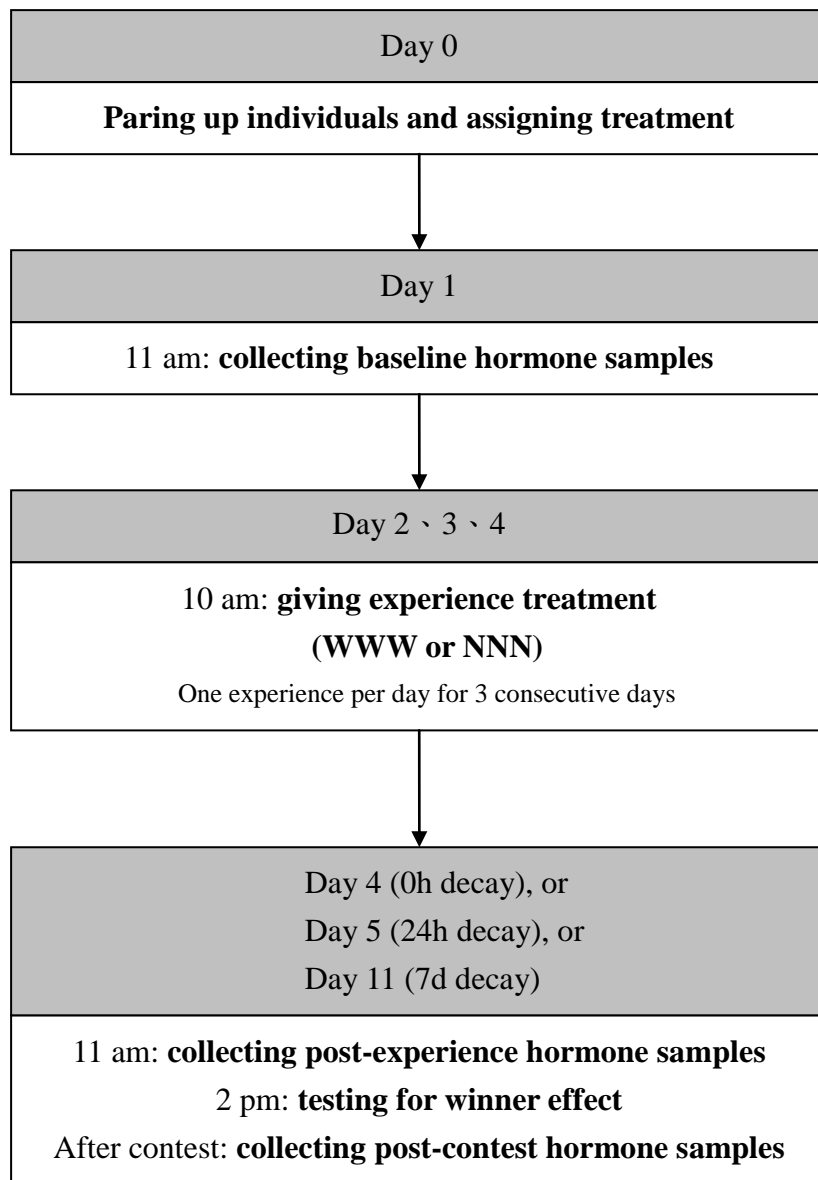 Day 0
Paring up individuals and assigning treatment
Day 1
11 am: collecting baseline hormone samples
Day 2、3、4
10 am: giving experience treatment
(WWW or NNN)
One experience per day for 3 consecutive days
Day 4 (0h decay), or
Day 5 (24h decay), or
Day 11 (7d decay)
11 am: collecting post-experience hormone samples
2 pm: testing for winner effect
After contest: collecting post-contest hormone samples